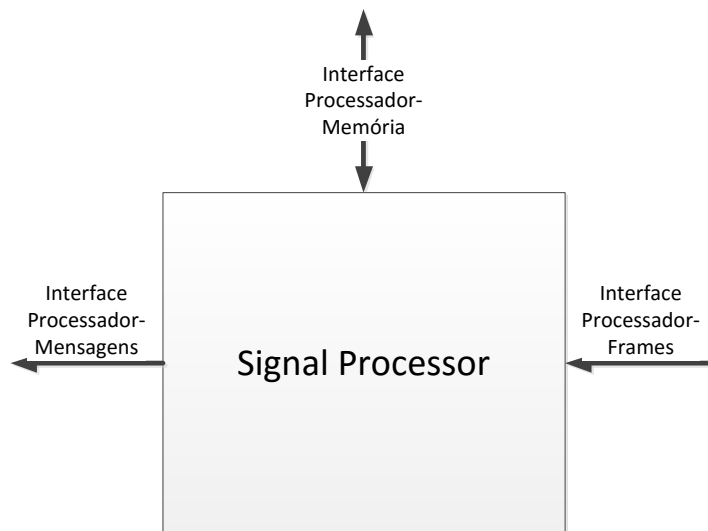 Interface
Processador-
Memória
Interface
Processador-
Mensagens
Signal Processor
Interface
Processador-
Frames